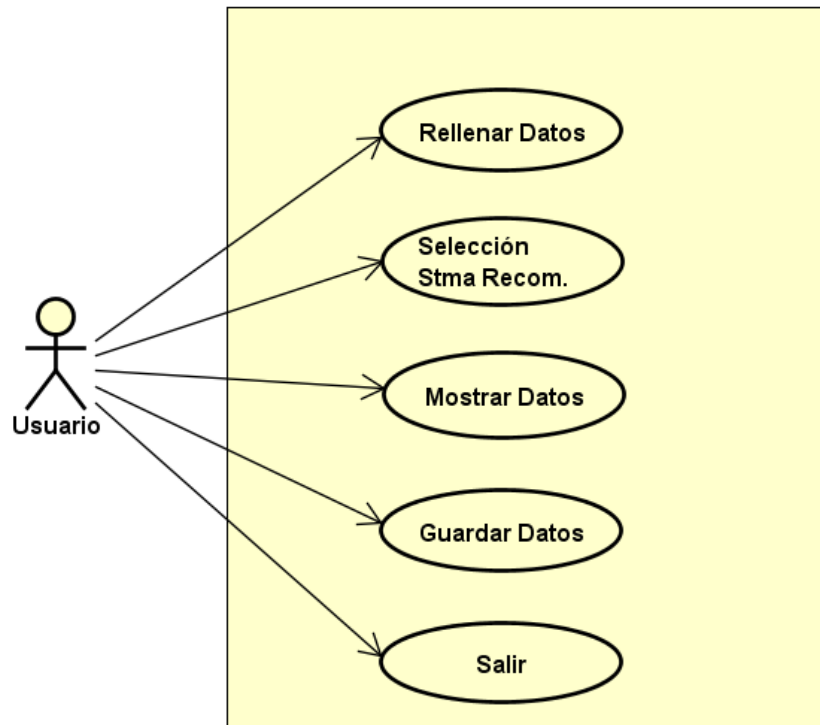 Rellenar Datos
Selección
Stma Recom.
Mostrar Datos
Usuario
Guardar Datos
Salir